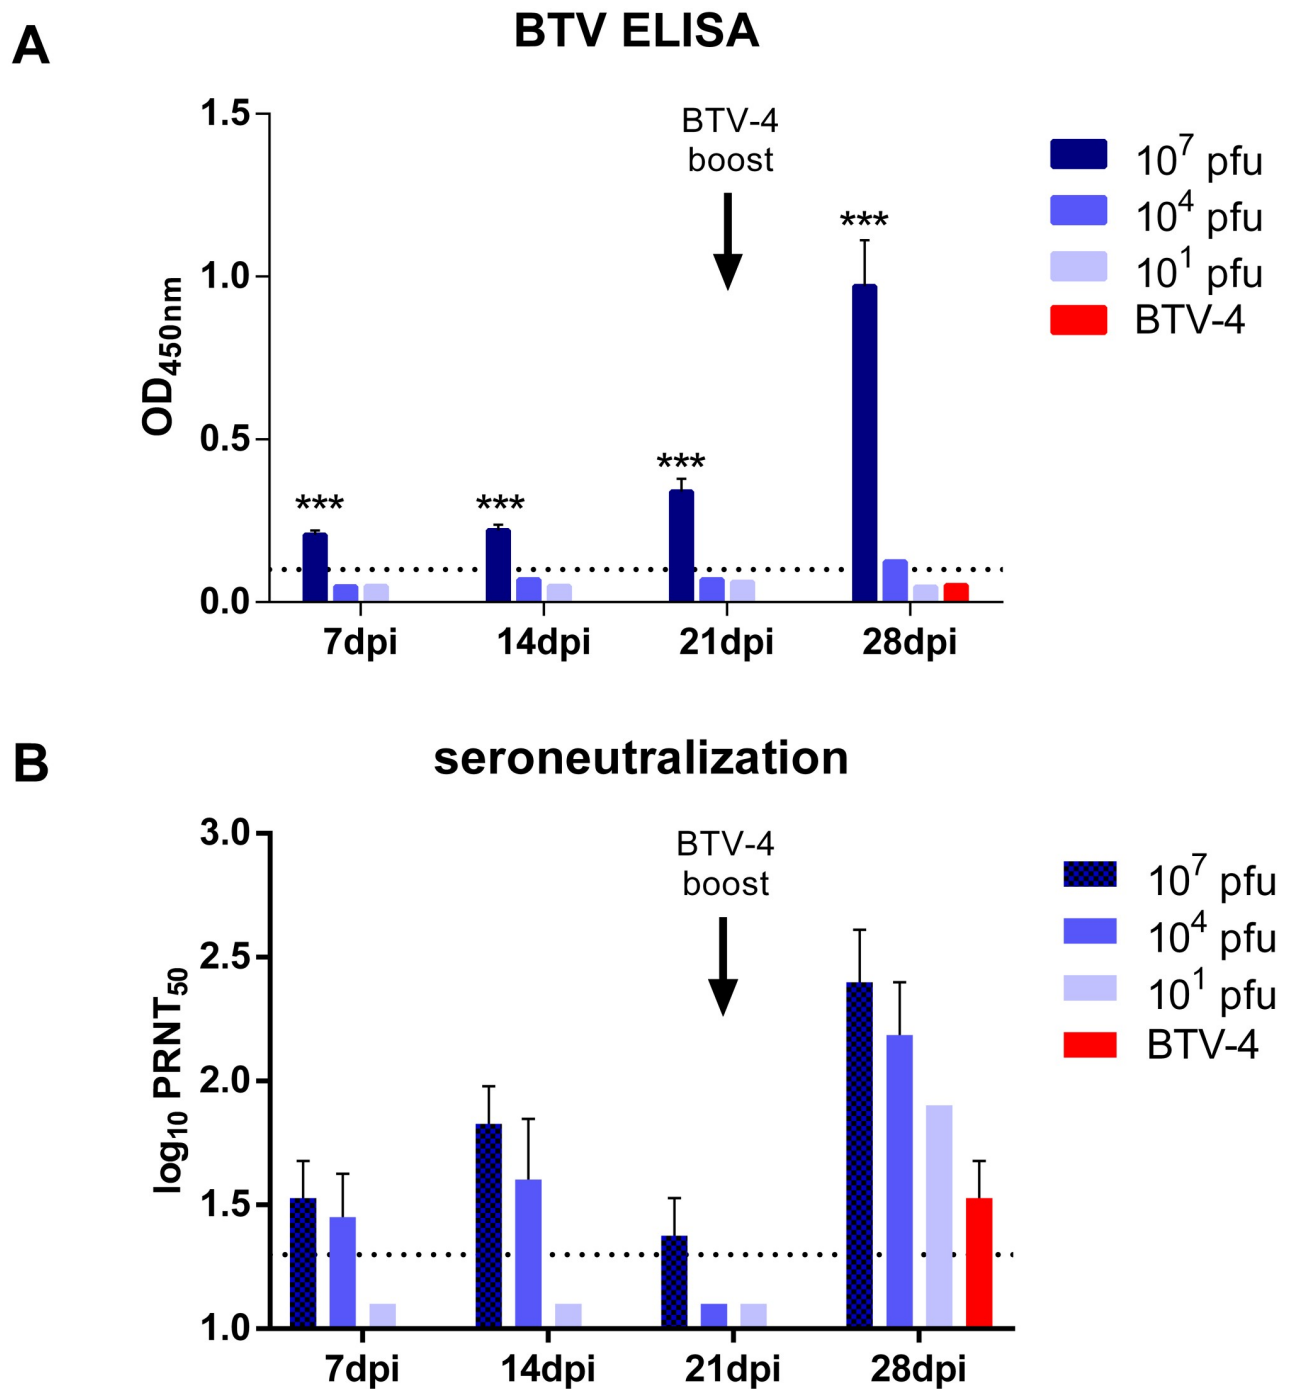 A
BTV ELISA
BTV-4
boost
1.5
1.0
0.5
0.0
OD450nm
***
***
***
***
10^7 pfu
10^4 pfu
10^1 pfu
BTV-4
7dpi
14dpi
21dpi
28dpi
B
seroneutralization
BTV-4
boost
3.0
2.5
2.0
1.5
1.0
log10 PRNT50
10^7 pfu
10^4 pfu
10^1 pfu
BTV-4
7dpi
14dpi
21dpi
28dpi